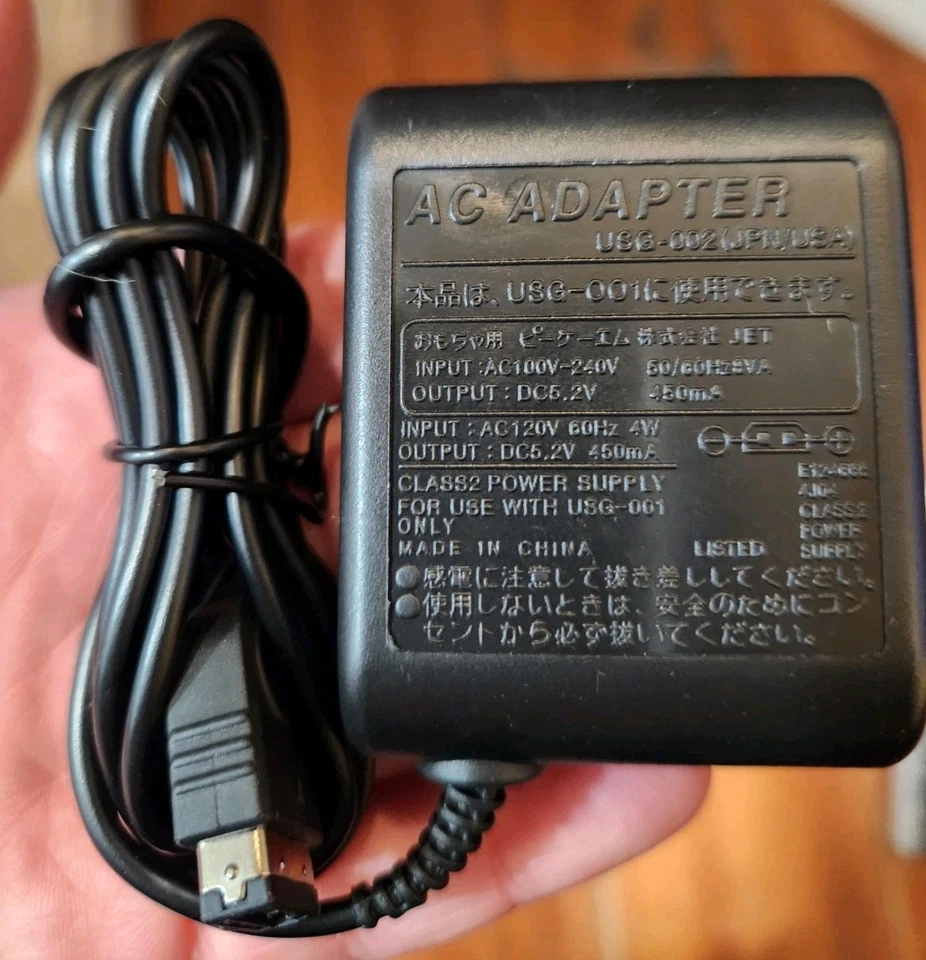 AC ADAPTER
USG-002(JPN/USA)
本品は、USG-001に使用できます。
おもちゃ用 ピーケーエム 株式会社 JET
INPUT :AC100V-240V 50/60Hz8VA
OUTPUT : DC5.2V 450mA
INPUT : AC120V 60Hz 4W
OUTPUT : DC5.2V 450mA
CLASS2 POWER SUPPLY
FOR USE WITH USG-001
ONLY
MADE IN CHINA
LISTED
CLASS2
POWER
SUPPLY
●感電に注意して抜き差ししてください。
●使用しないときは、安全のためにコン
セントから必ず抜いてください。